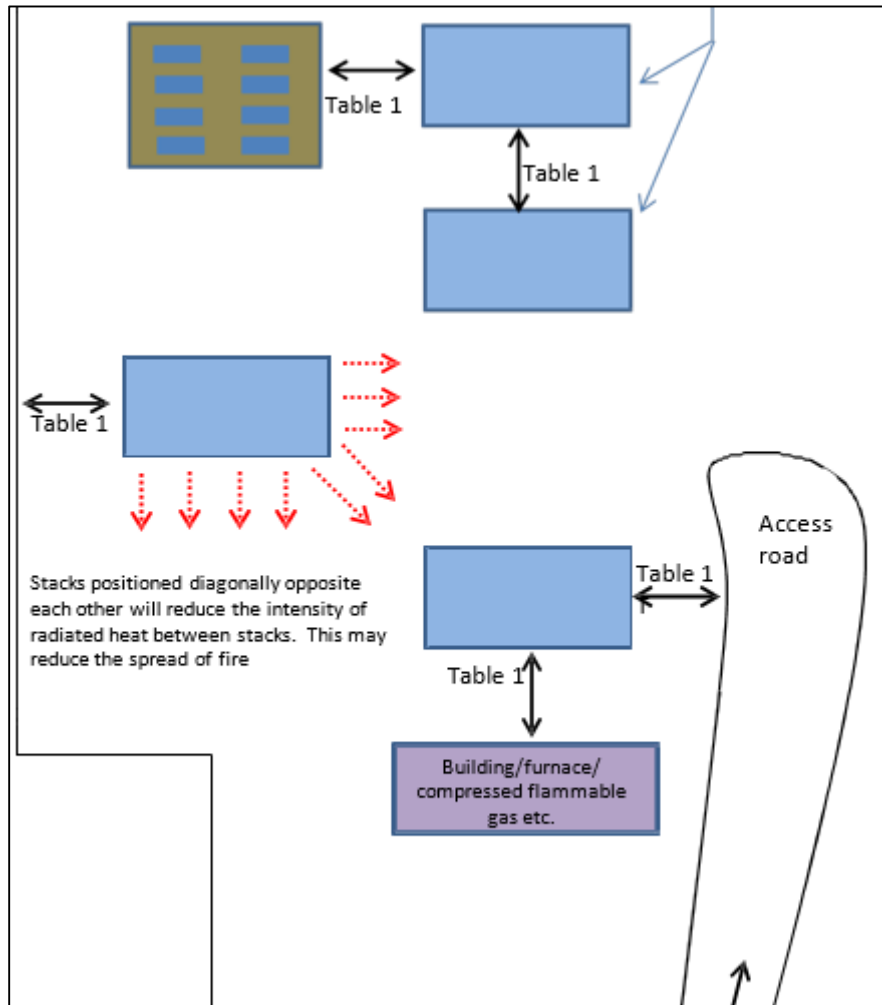 Table 1
Table 1
Table 1
Stacks positioned diagonally opposite
each other will reduce the intensity of
radiated heat between stacks.  This may
reduce the spread of fire
Access
road
Table 1
Table 1
Building/furnace/
compressed flammable
gas etc.